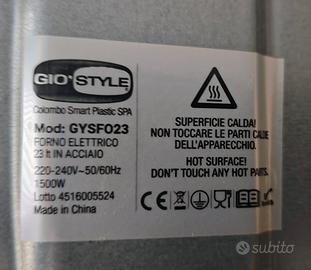 GIO'STYLE
Colombo Smart Plastic SPA
Mod: GYSFO23
FORNO ELETTRICO
23 lt IN ACCIAIO
220-240V~50/60Hz
1500W
Lotto 4516005524
Made in China
SUPERFICIE CALDA!
NON TOCCARE LE PARTI CALDE
DELL'APPARECCHIO.
HOT SURFACE!
DON'T TOUCH ANY HOT PARTS.
CE
subito